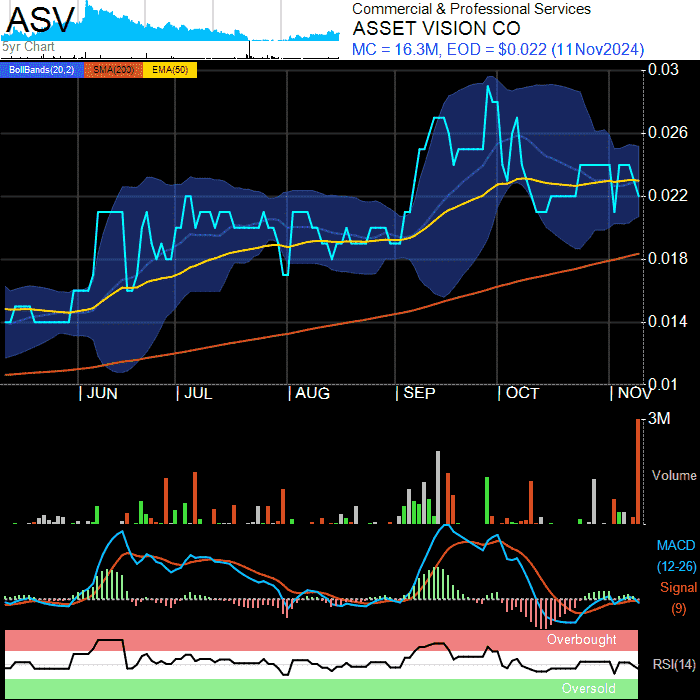 ASV
5yr Chart
Commercial & Professional Services
ASSET VISION CO
MC = 16.3M, EOD = $0.022 (11Nov2024)
BollBands(20,2) SMA(200) EMA(50)
0.03
0.026
0.022
0.018
0.014
0.01
JUN JUL AUG SEP OCT NOV
3M
Volume
MACD
(12-26)
Signal
(9)
Overbought
RSI(14)
Oversold